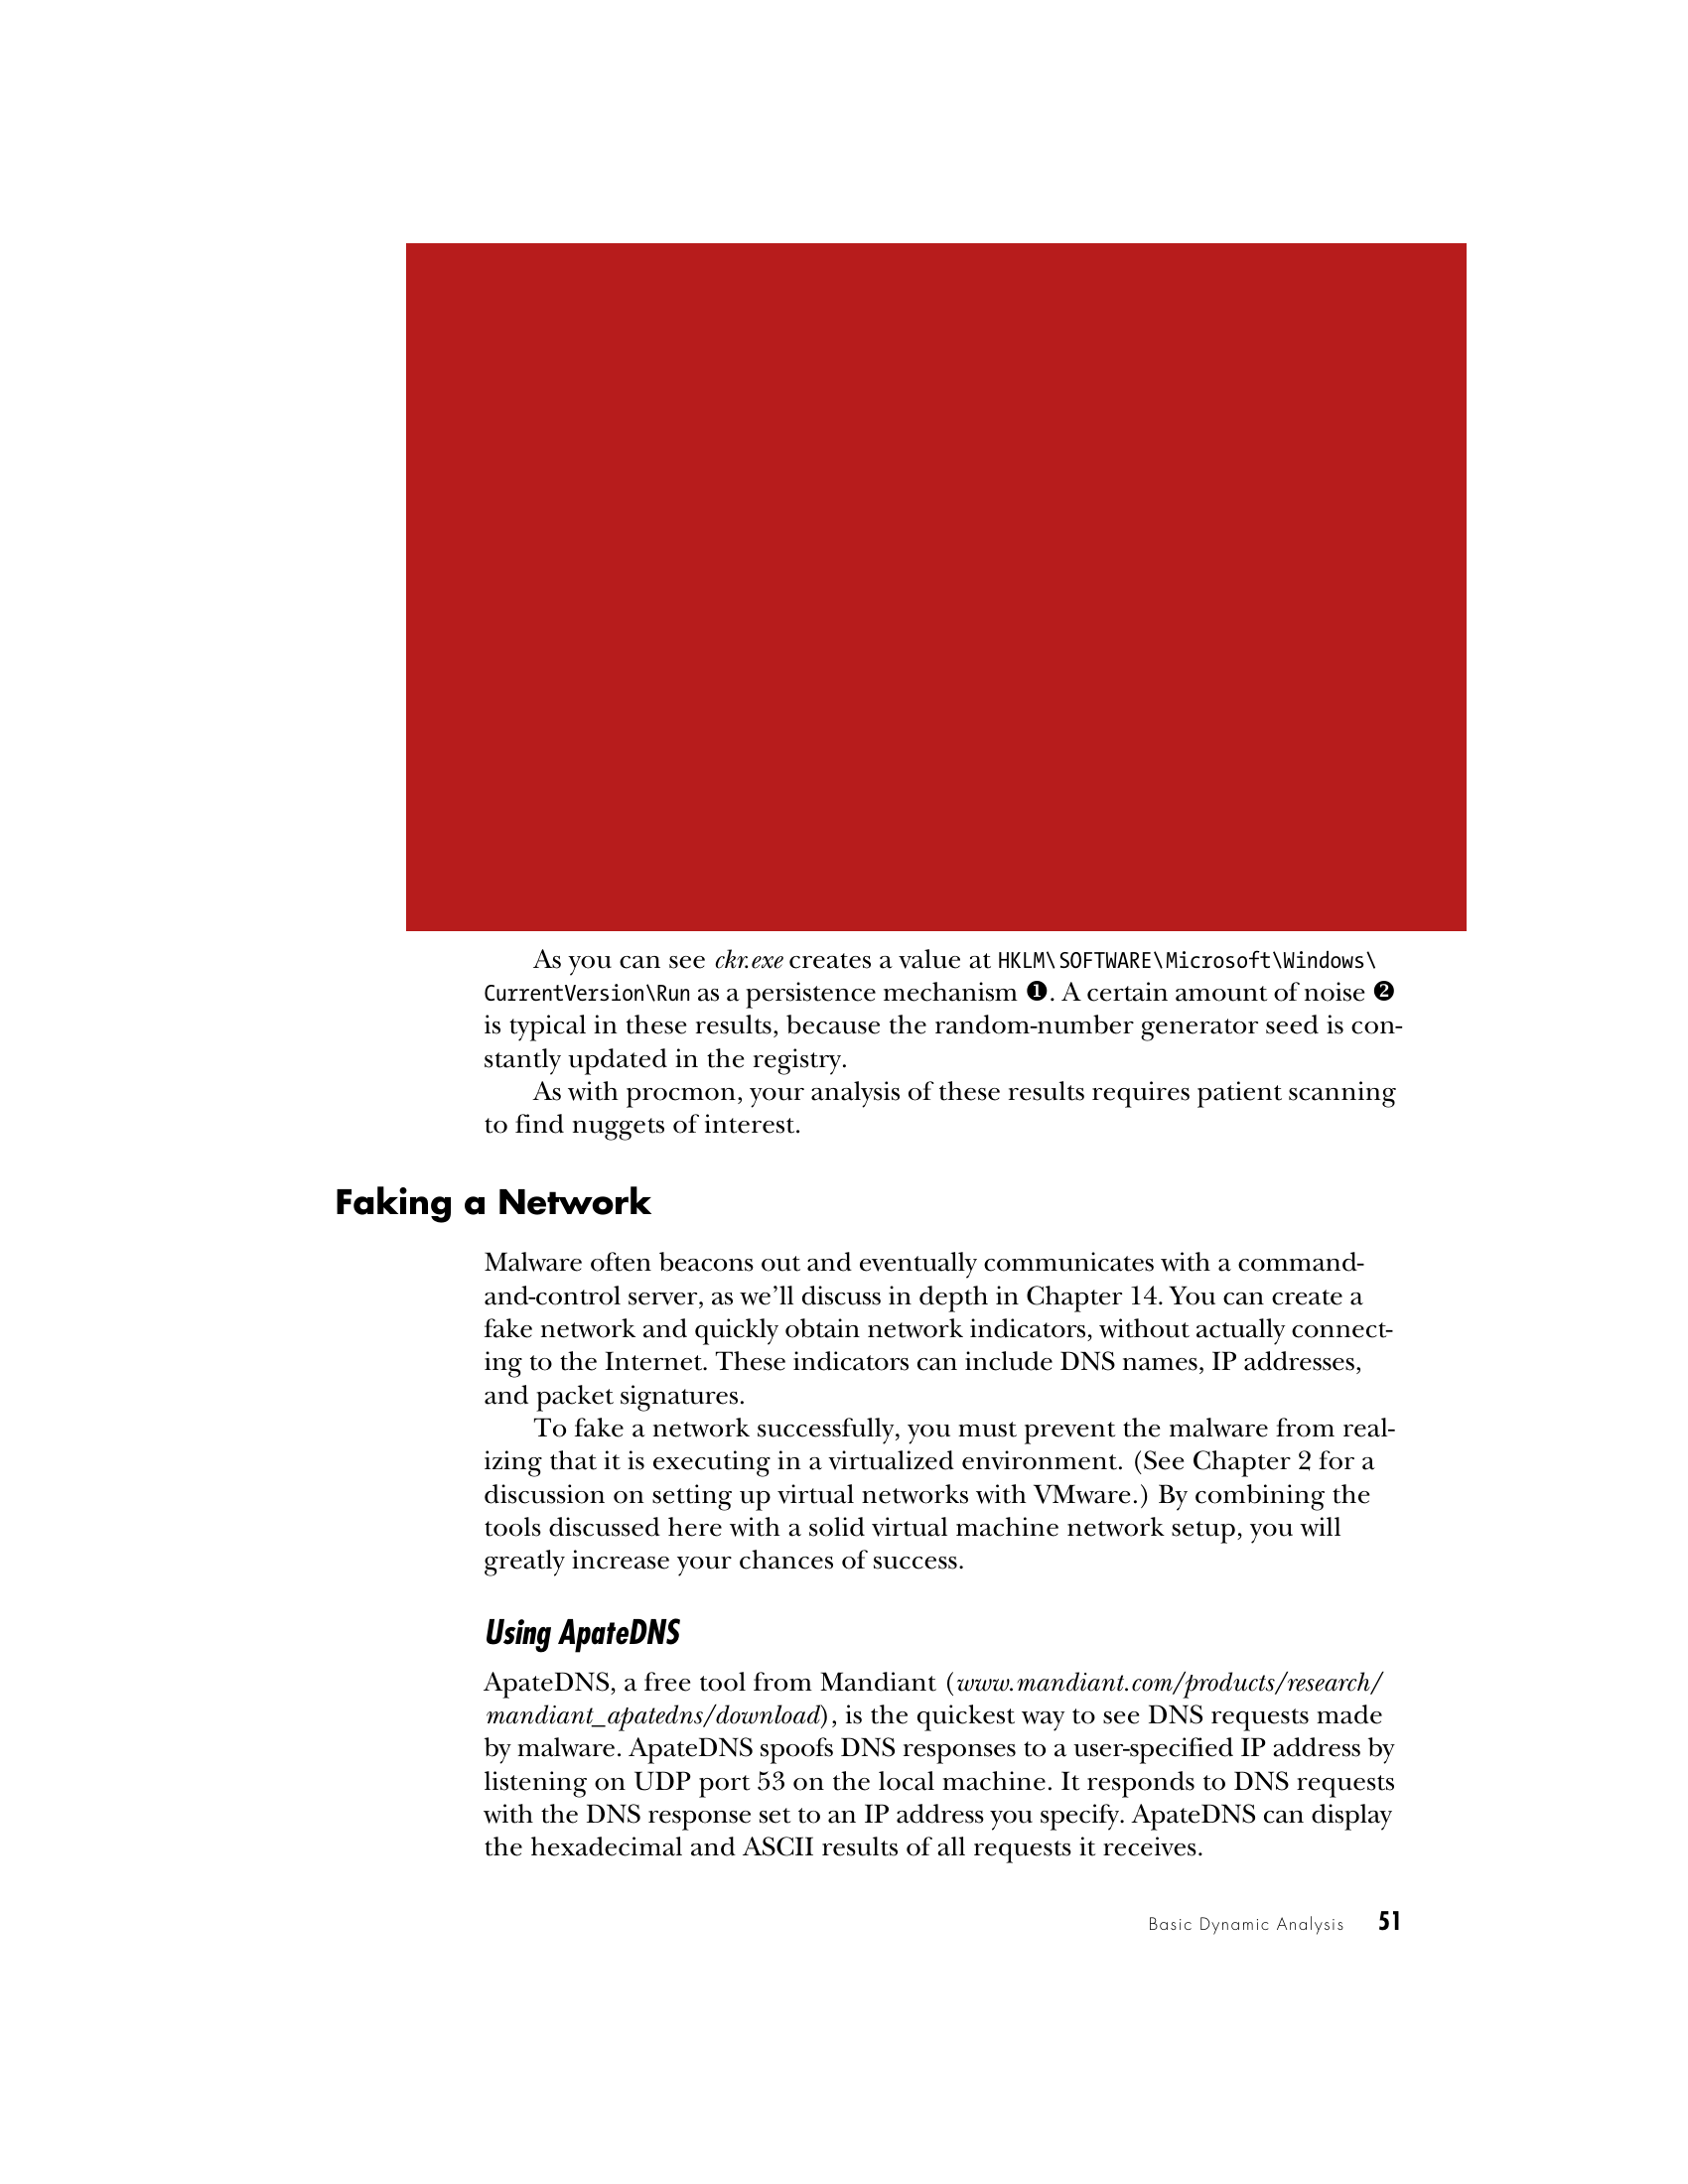 As you can see ckr.exe creates a value at HKLM\SOFTWARE\Microsoft\Windows\
CurrentVersion\Run as a persistence mechanism ❶. A certain amount of noise ❷
is typical in these results, because the random-number generator seed is con-
stantly updated in the registry.
As with procmon, your analysis of these results requires patient scanning
to find nuggets of interest.
Faking a Network
Malware often beacons out and eventually communicates with a command-
and-control server, as we’ll discuss in depth in Chapter 14. You can create a
fake network and quickly obtain network indicators, without actually connect-
ing to the Internet. These indicators can include DNS names, IP addresses,
and packet signatures.
To fake a network successfully, you must prevent the malware from real-
izing that it is executing in a virtualized environment. (See Chapter 2 for a
discussion on setting up virtual networks with VMware.) By combining the
tools discussed here with a solid virtual machine network setup, you will
greatly increase your chances of success.
Using ApateDNS
ApateDNS, a free tool from Mandiant (www.mandiant.com/products/research/
mandiant_apatedns/download), is the quickest way to see DNS requests made
by malware. ApateDNS spoofs DNS responses to a user-specified IP address by
listening on UDP port 53 on the local machine. It responds to DNS requests
with the DNS response set to an IP address you specify. ApateDNS can display
the hexadecimal and ASCII results of all requests it receives.
Basic Dynamic Analysis 51